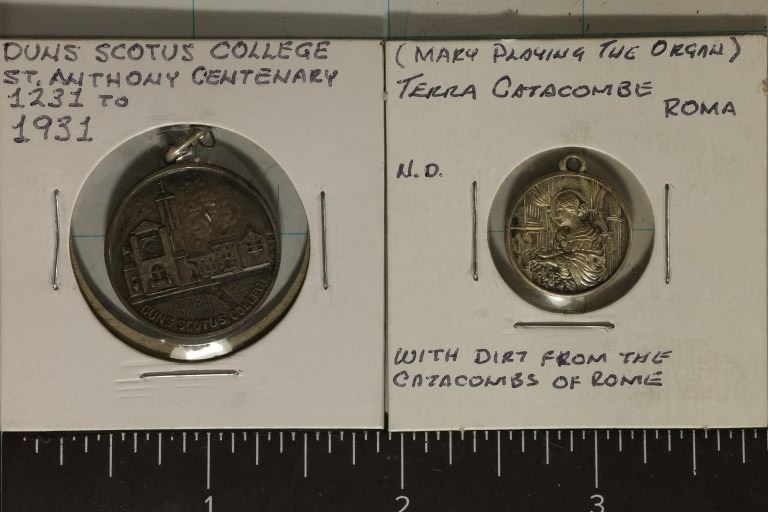 DUNS SCOTUS COLLEGE
ST. ANTHONY CENTENARY
1231 TO
1931
DUNS SCOTUS COLLEGE
(MARY PLAYING THE ORGAN)
TERRA CATACOMBE
ROMA
N.D.
WITH DIRT FROM THE
CATACOMBS OF ROME
1
2
3